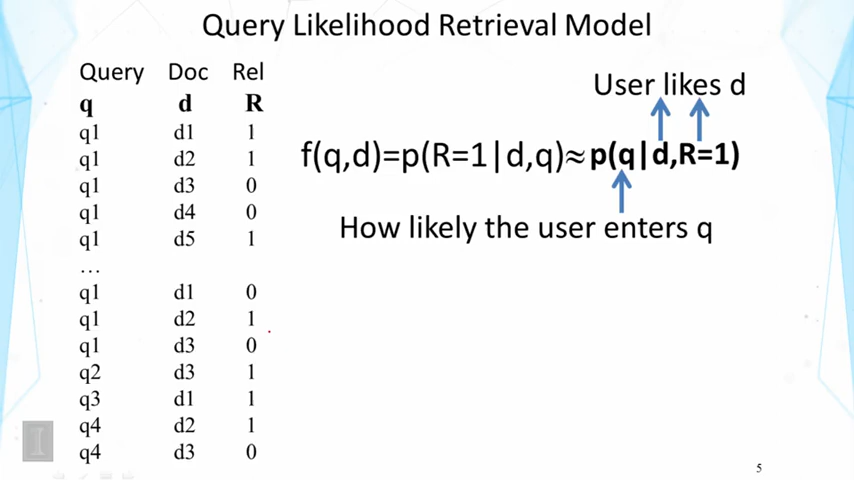 Query Likelihood Retrieval Model
Query Doc Rel
q d R
q1 d1 1
q1 d2 1
q1 d3 0
q1 d4 0
q1 d5 1
…
q1 d1 0
q1 d2 1
q1 d3 0
q2 d3 1
q3 d1 1
q4 d2 1
q4 d3 0
User likes d
f(q,d)=p(R=1|d,q)≈p(q|d,R=1)
How likely the user enters q
I
5